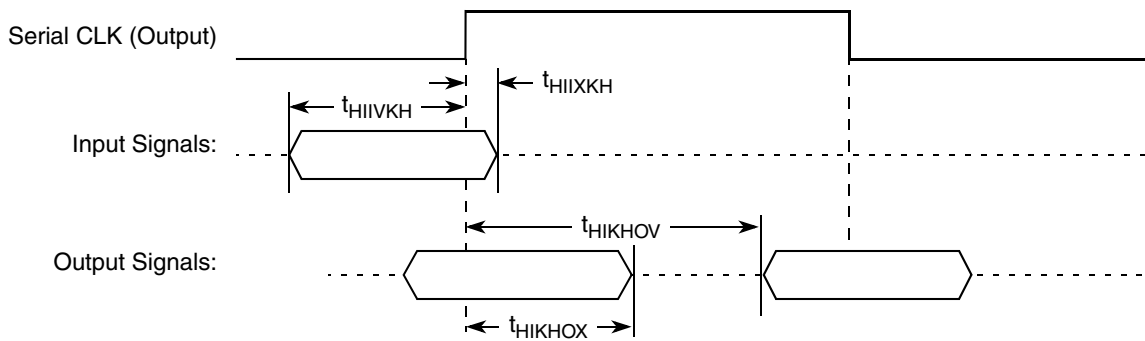 Serial CLK (Output)
tHIIXKH
tHIIVKH
Input Signals:
tHIKHOV
Output Signals:
tHIKHOX